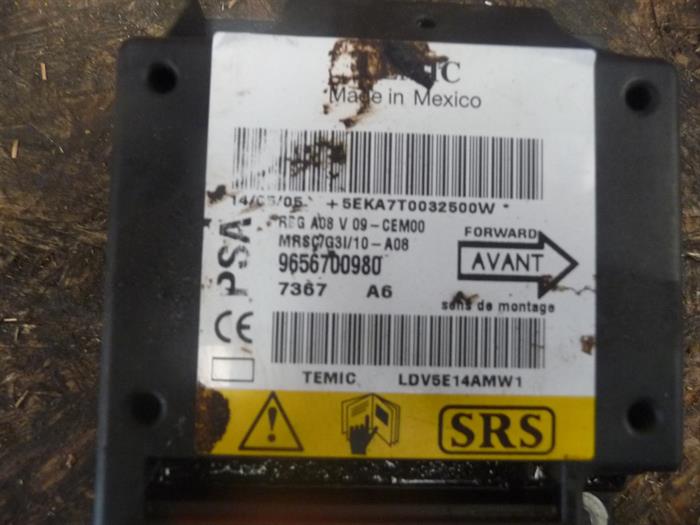 Made in Mexico
+5EKA7T0032500W*
A08 V 09-CEM00
PSA
FORWARD
MRSC7G3I/10-A08
AVANT
9656700980
7367 A6
sens de montage
CE
TEMIC LDV5E14AMW1
SRS